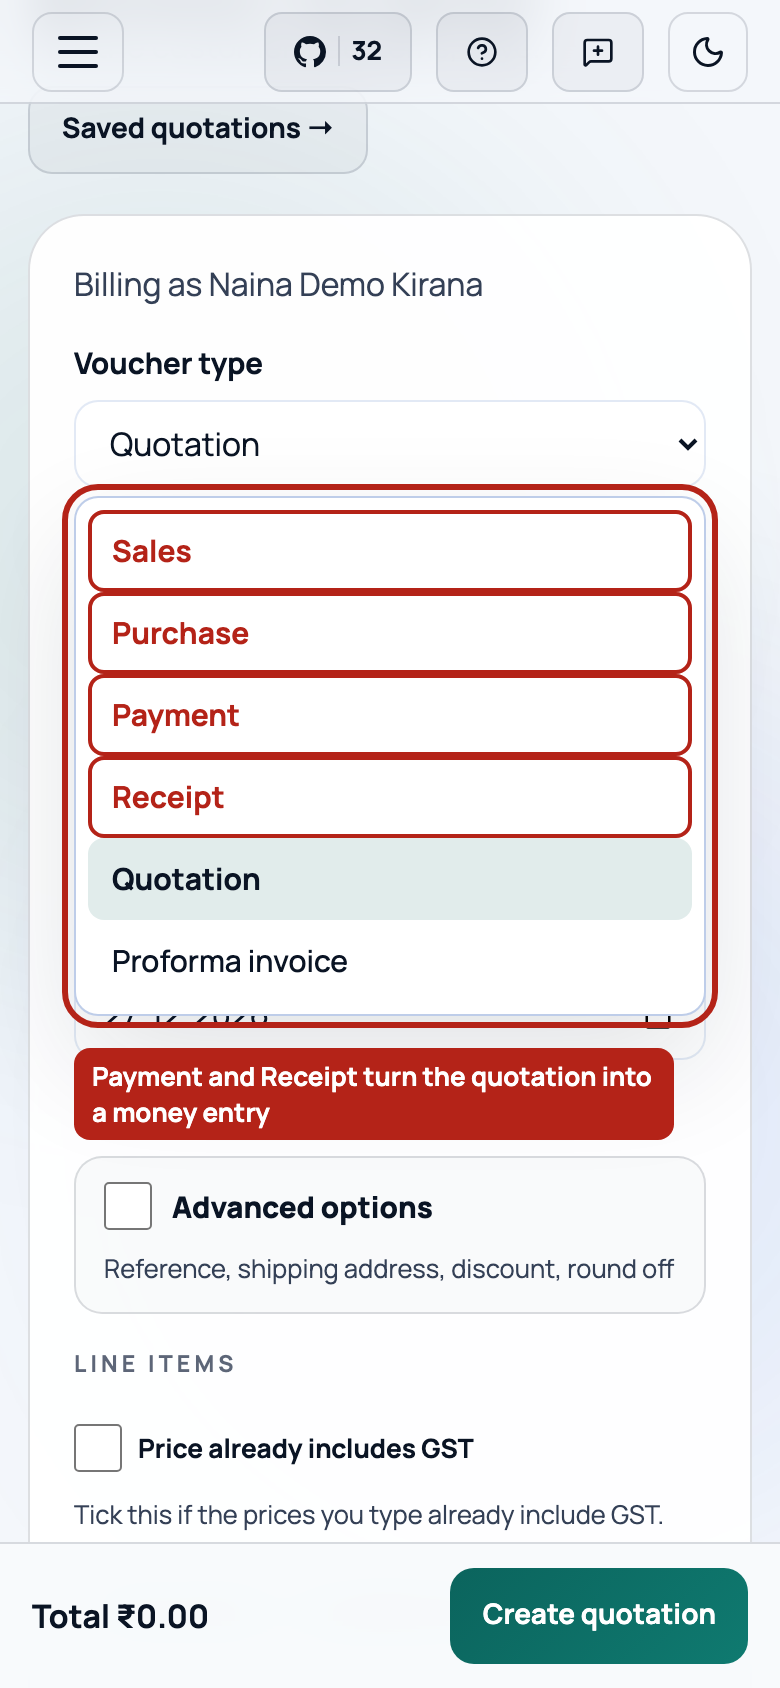 32
Saved quotations →
Billing as Naina Demo Kirana
Voucher type
Quotation
Sales
Purchase
Payment
Receipt
Quotation
Proforma invoice
Payment and Receipt turn the quotation into
a money entry
Advanced options
Reference, shipping address, discount, round off
LINE ITEMS
Price already includes GST
Tick this if the prices you type already include GST.
Total ₹0.00
Create quotation